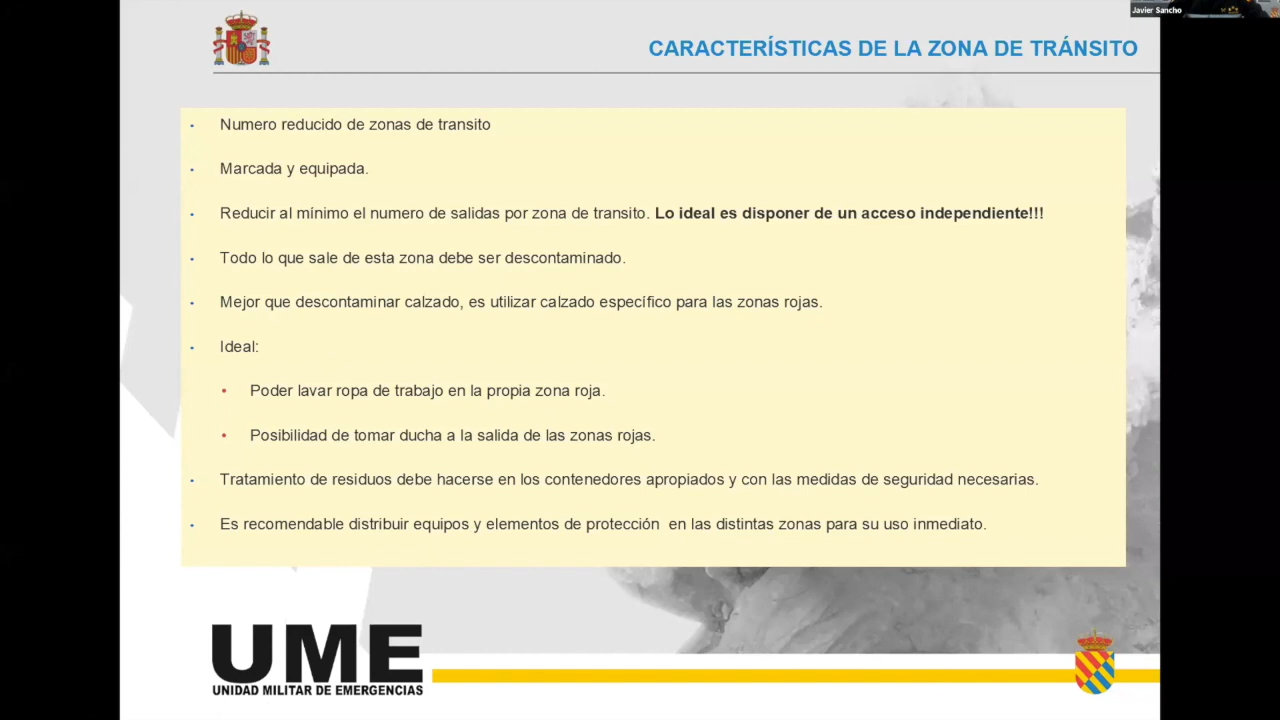 Javier Sancho
CARACTERÍSTICAS DE LA ZONA DE TRÁNSITO
• Numero reducido de zonas de transito
• Marcada y equipada.
• Reducir al mínimo el numero de salidas por zona de transito. Lo ideal es disponer de un acceso independiente!!!
• Todo lo que sale de esta zona debe ser descontaminado.
• Mejor que descontaminar calzado, es utilizar calzado específico para las zonas rojas.
• Ideal:
• Poder lavar ropa de trabajo en la propia zona roja.
• Posibilidad de tomar ducha a la salida de las zonas rojas.
• Tratamiento de residuos debe hacerse en los contenedores apropiados y con las medidas de seguridad necesarias.
• Es recomendable distribuir equipos y elementos de protección  en las distintas zonas para su uso inmediato.
UME
UNIDAD MILITAR DE EMERGENCIAS